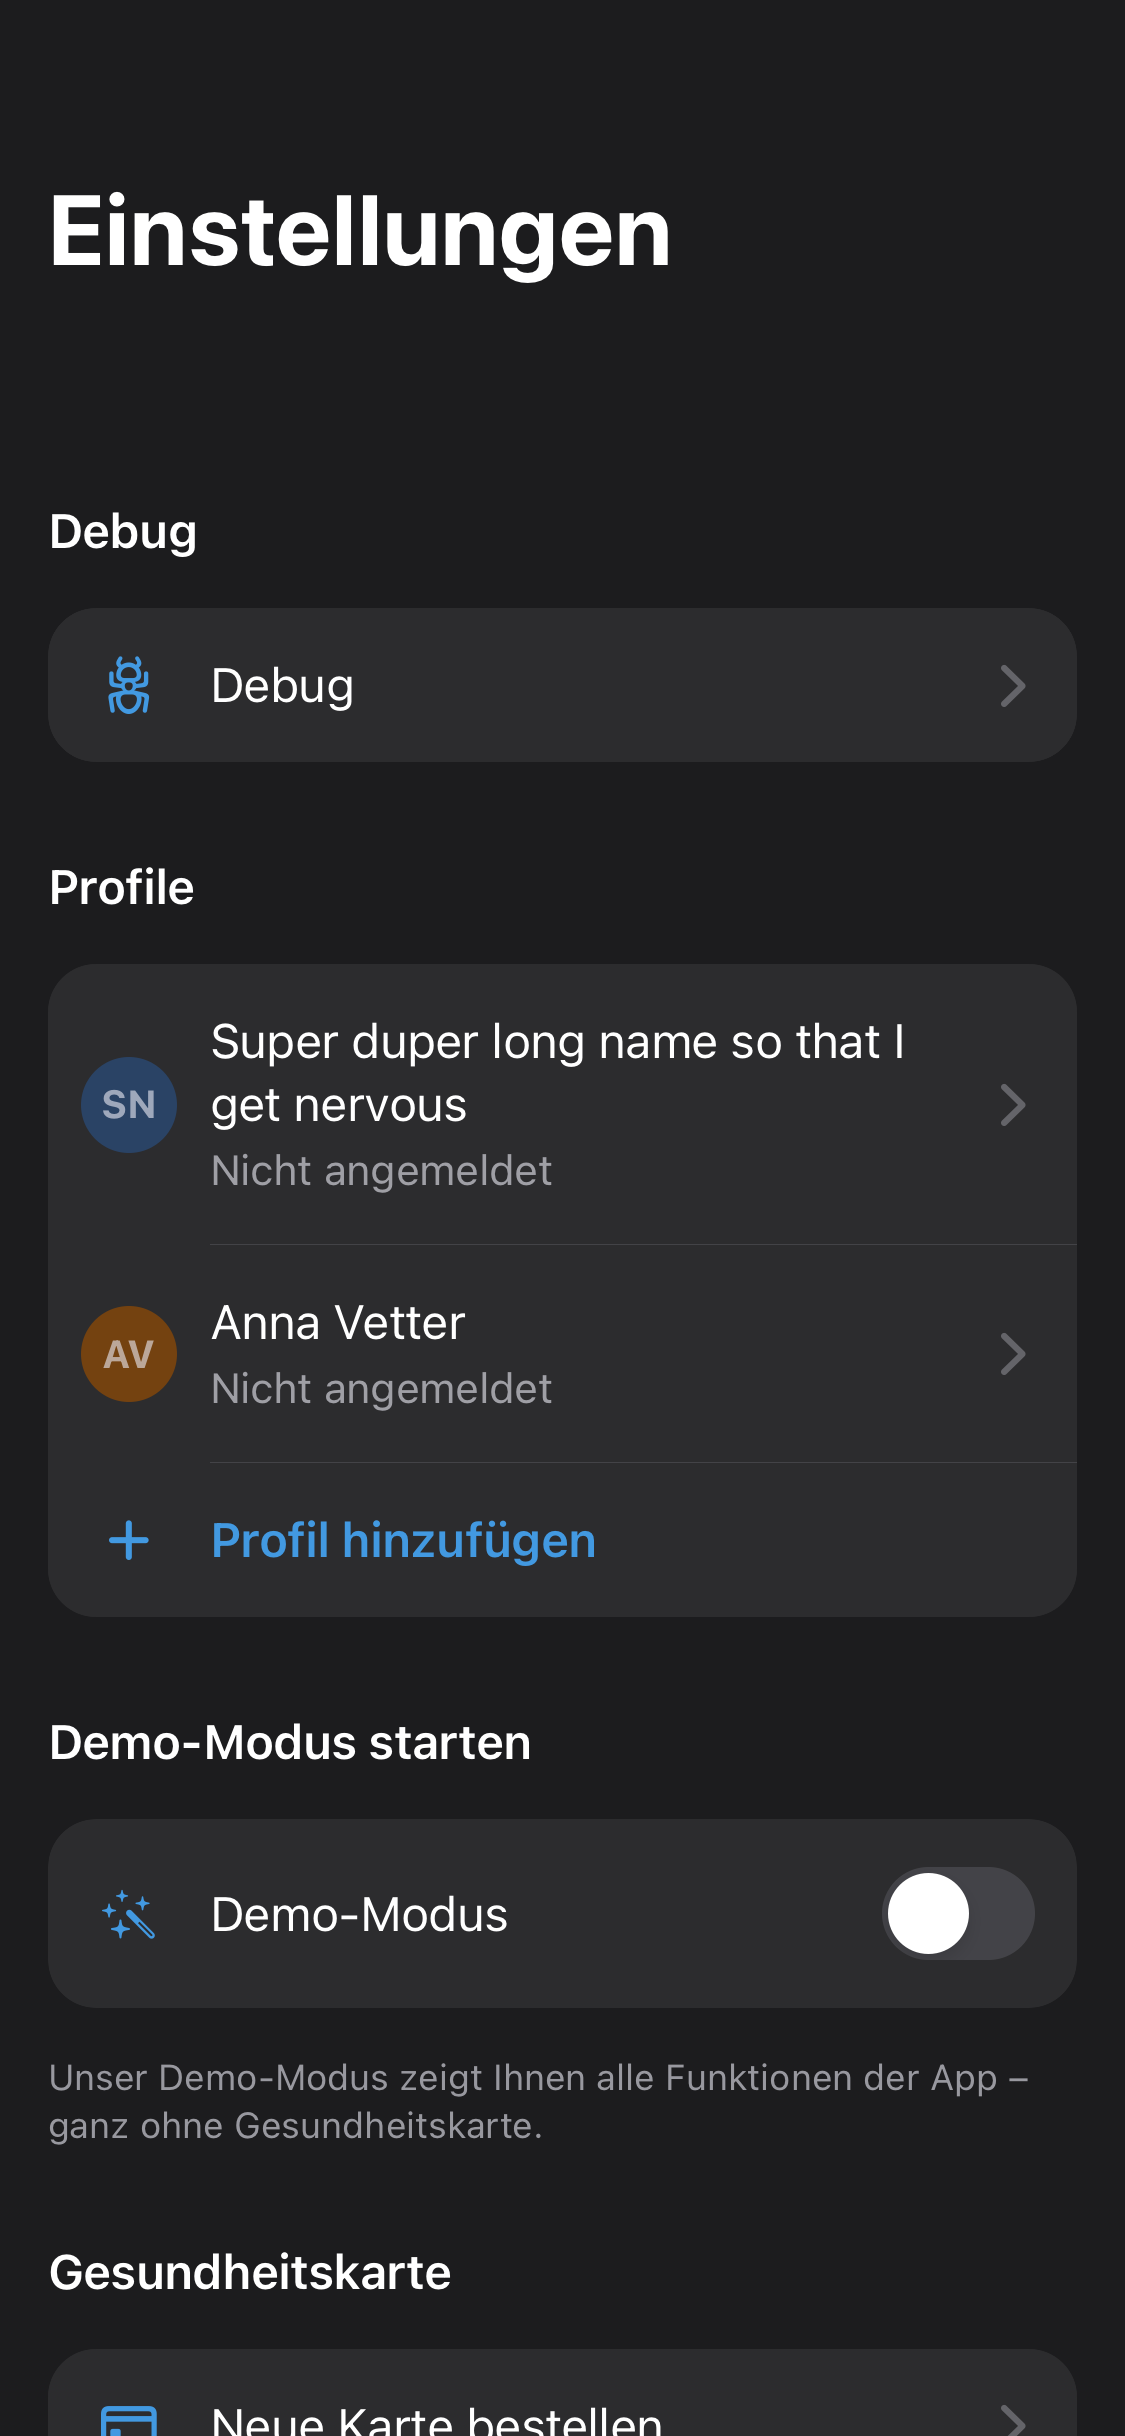 Einstellungen
Debug
Debug
Profile
SN
Super duper long name so that I
get nervous
Nicht angemeldet
AV
Anna Vetter
Nicht angemeldet
Profil hinzufügen
Demo-Modus starten
Demo-Modus
Unser Demo-Modus zeigt Ihnen alle Funktionen der App –
ganz ohne Gesundheitskarte.
Gesundheitskarte
Neue Karte bestellen